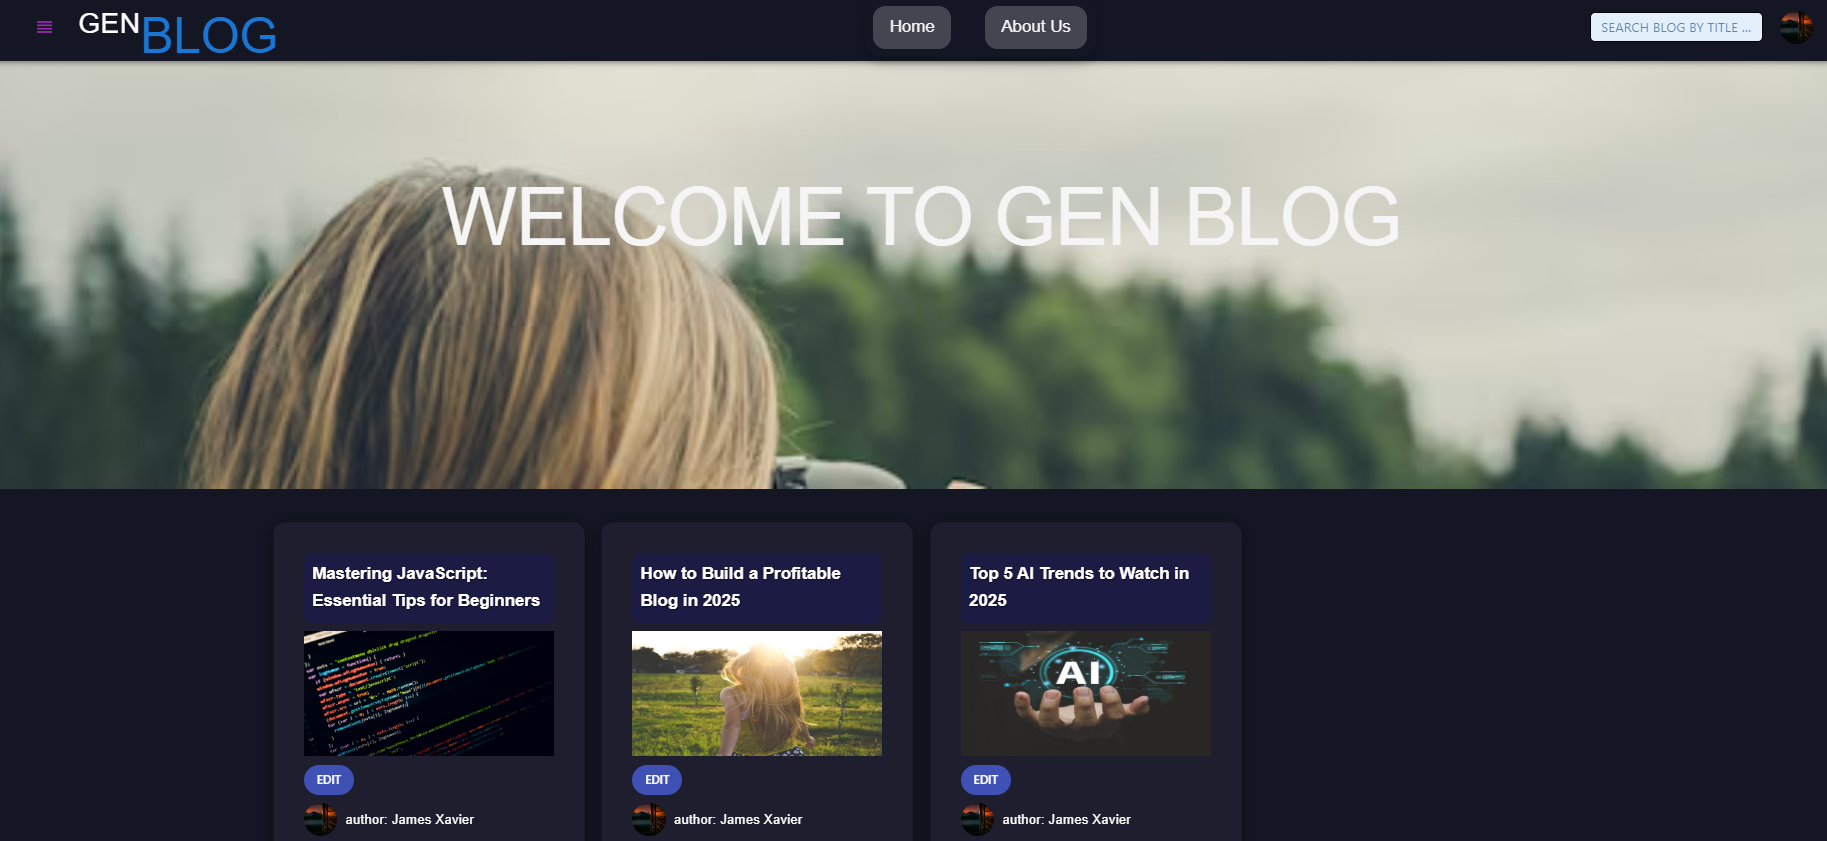 GENBLOG
Home
About Us
SEARCH BLOG BY TITLE ...
WELCOME TO GEN BLOG
Mastering JavaScript:
Essential Tips for Beginners
How to Build a Profitable
Blog in 2025
Top 5 AI Trends to Watch in
2025
AI
EDIT
EDIT
EDIT
author: James Xavier
author: James Xavier
author: James Xavier